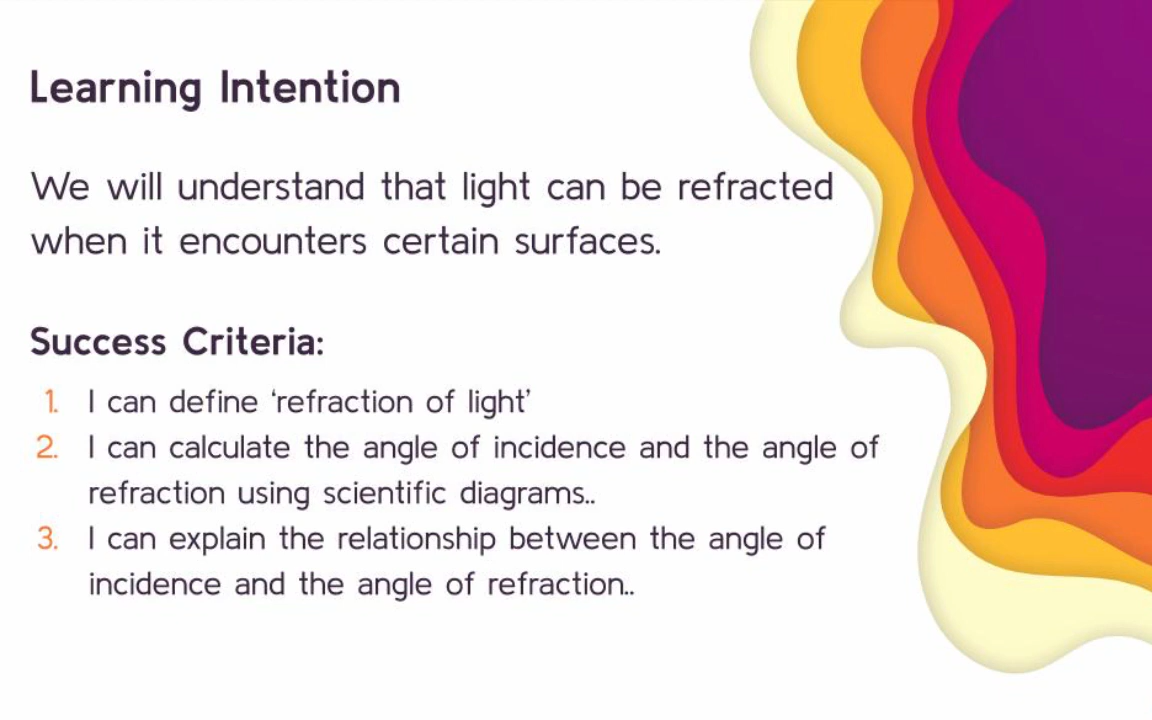 Learning Intention
We will understand that light can be refracted
when it encounters certain surfaces.
Success Criteria:
1. I can define ‘refraction of light’
2. I can calculate the angle of incidence and the angle of
refraction using scientific diagrams..
3. I can explain the relationship between the angle of
incidence and the angle of refraction..